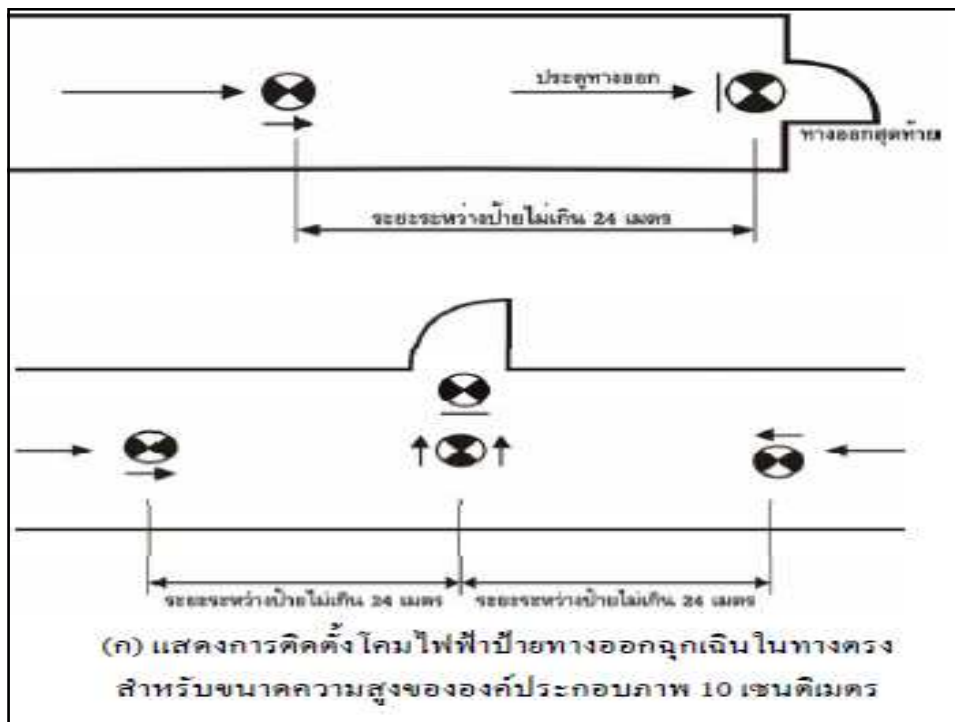 ประตูทางออก
ทางออกสุดท้าย
ระยะระหว่างป้ายไม่เกิน 24 เมตร
ระยะระหว่างป้ายไม่เกิน 24 เมตร ระยะระหว่างป้ายไม่เกิน 24 เมตร
(ก) แสดงการติดตั้งโคมไฟฟ้าป้ายทางออกฉุกเฉินในทางตรง
สำหรับขนาดความสูงขององค์ประกอบภาพ 10 เซนติเมตร